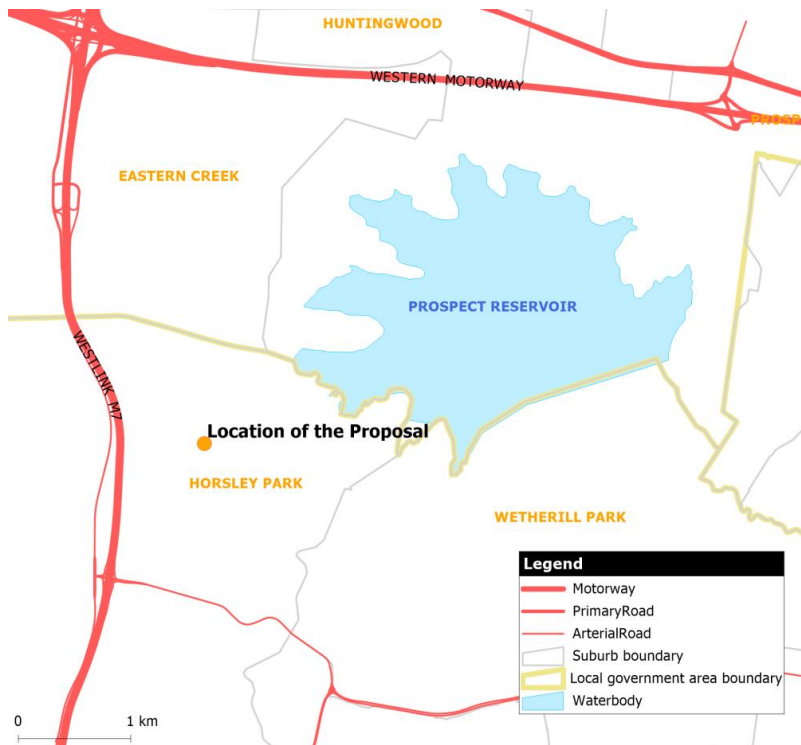 HUNTINGWOOD
WESTERN MOTORWAY
PROSP
EASTERN CREEK
PROSPECT RESERVOIR
WESTLINK M7
Location of the Proposal
HORSLEY PARK
WETHERILL PARK
Legend
Motorway
PrimaryRoad
ArterialRoad
Suburb boundary
Local government area boundary
Waterbody
0 1 km